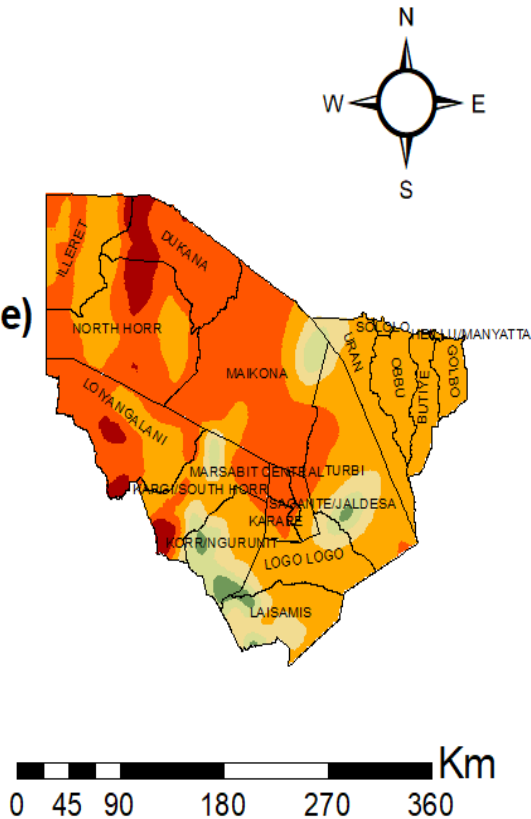 N
W E
S
e)
ILLERET
DUKANA
NORTH HORR
SOLOLO
HEILLU/MANYATTA
URAN
OBBU
BUTIYE
GOLBO
MAIKONA
LOIYANGALANI
MARSABIT CENTRAL TURBI
KARGI/SOUTH HORR
SAGANTE/JALDESA
KARARE
KORR/NGURUNIT
LOGO LOGO
LAISAMIS
Km
0 45 90 180 270 360